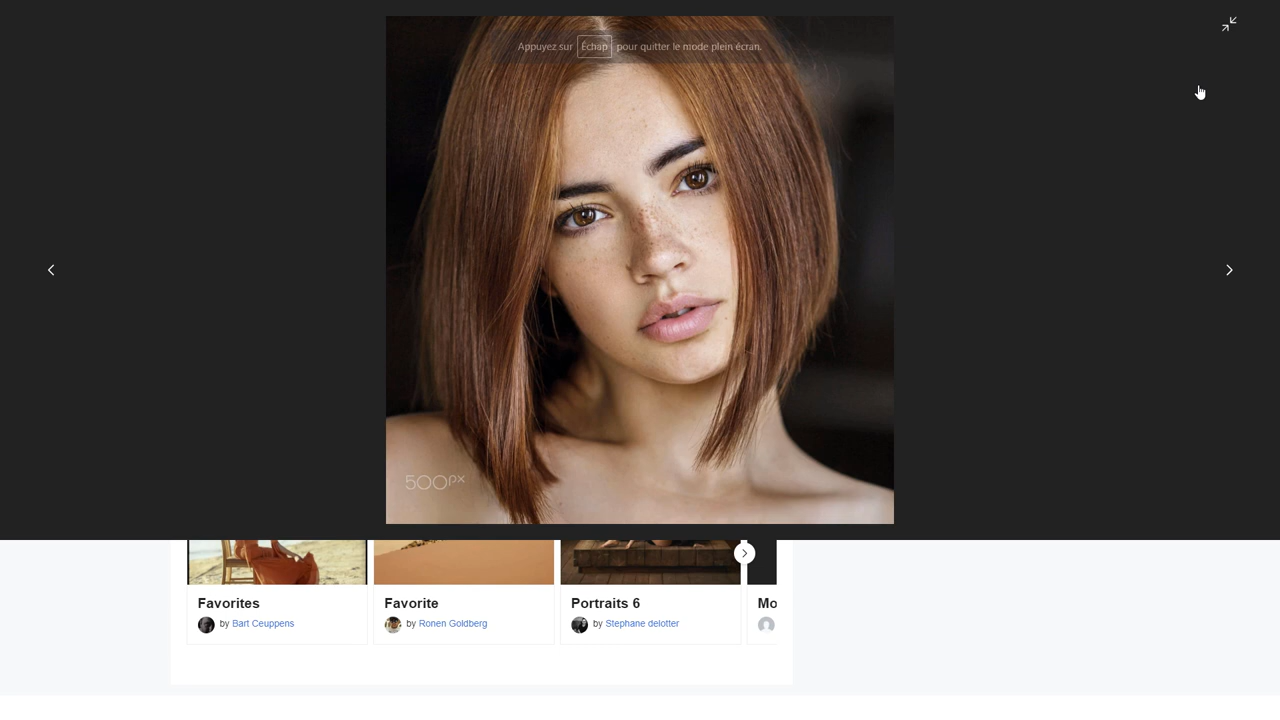 Appuyez sur Échap pour quitter le mode plein écran.
500px
Favorites
by Bart Ceuppens
Favorite
by Ronen Goldberg
Portraits 6
by Stephane delotter
Mo